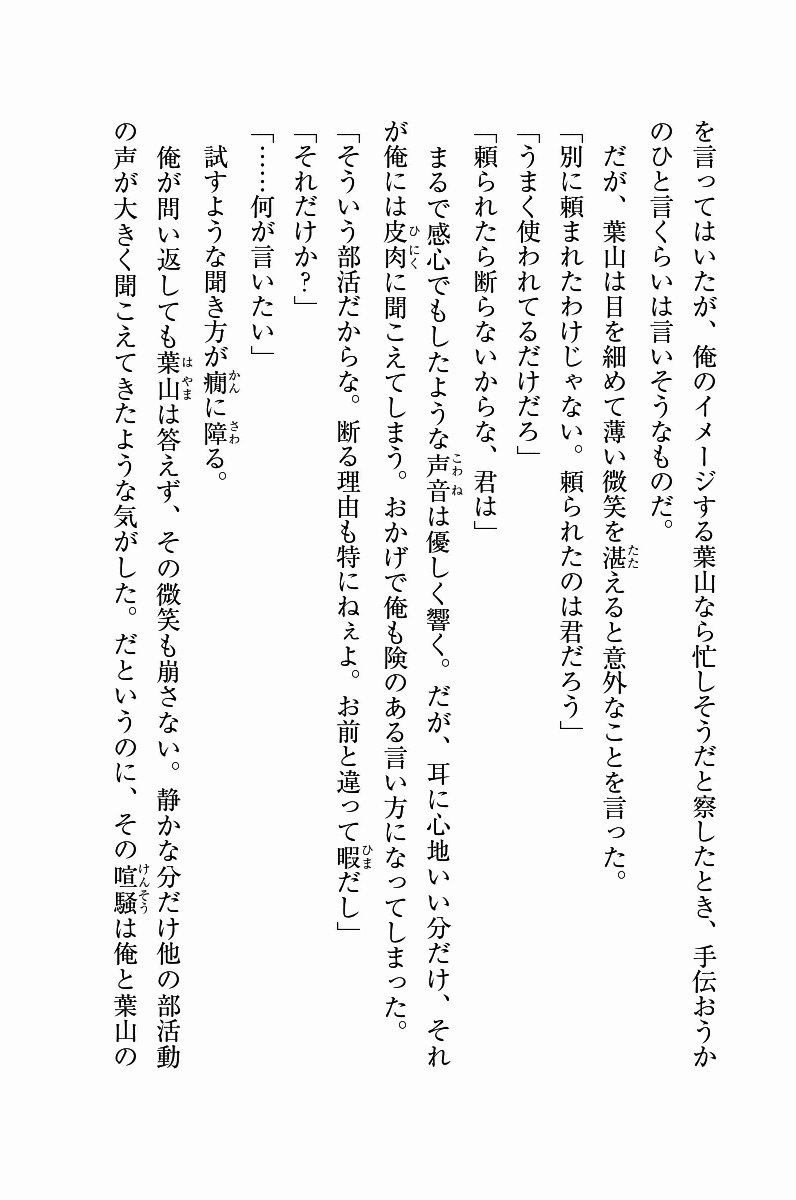 を言ってはいたが、俺のイメージする葉山なら忙しそうだと察したとき、手伝おうか
のひと言くらいは言いそうなものだ。
だが、葉山は目を細めて薄い微笑を湛えると意外なことを言った。
「別に頼まれたわけじゃない。頼られたのは君だろう」
「うまく使われてるだけだろ」
「頼られたら断らないからな、君は」
まるで感心でもしたような声音は優しく響く。だが、耳に心地いい分だけ、それ
が俺には皮肉に聞こえてしまう。おかげで俺も険のある言い方になってしまった。
「そういう部活だからな。断る理由も特にねぇよ。お前と違って暇だし」
「それだけか?」
「……何が言いたい」
試すような聞き方が癇に障る。
俺が問い返しても葉山は答えず、その微笑も崩さない。静かな分だけ他の部活動
の声が大きく聞こえてきたような気がした。だというのに、その喧騒は俺と葉山の